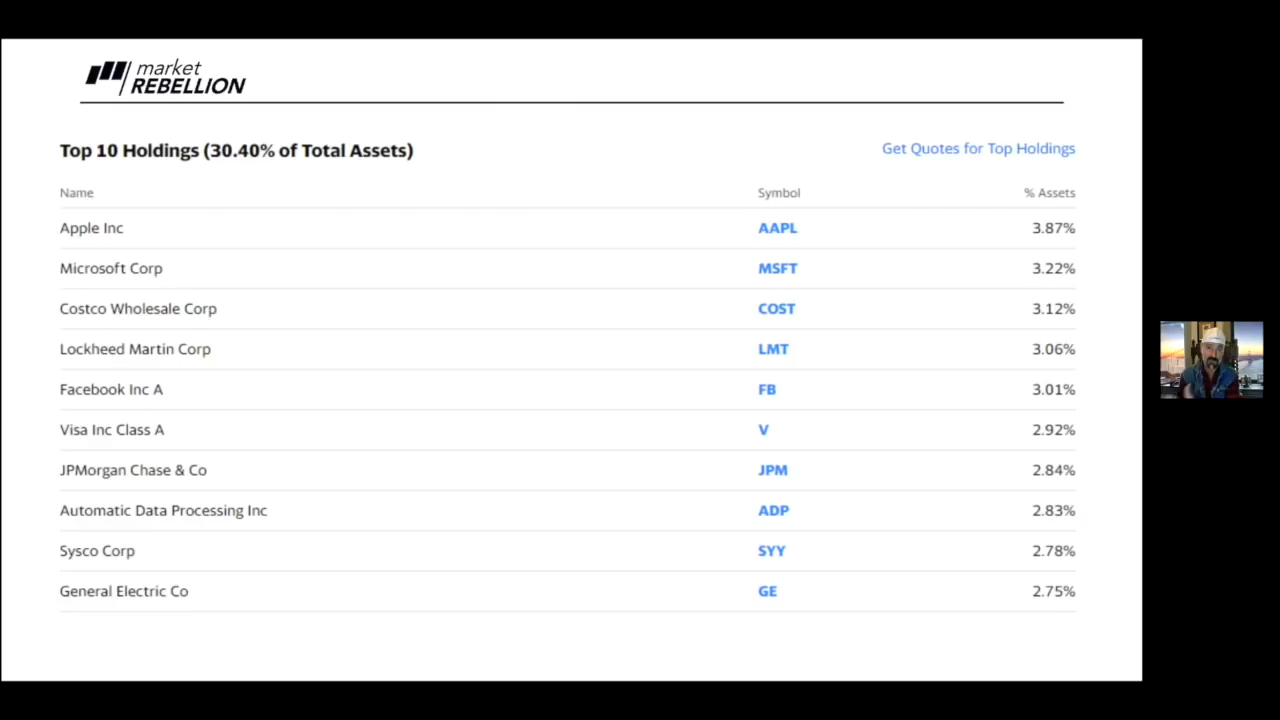 market
REBELLION
Top 10 Holdings (30.40% of Total Assets) Get Quotes for Top Holdings
Name Symbol % Assets
Apple Inc AAPL 3.87%
Microsoft Corp MSFT 3.22%
Costco Wholesale Corp COST 3.12%
Lockheed Martin Corp LMT 3.06%
Facebook Inc A FB 3.01%
Visa Inc Class A V 2.92%
JPMorgan Chase & Co JPM 2.84%
Automatic Data Processing Inc ADP 2.83%
Sysco Corp SYY 2.78%
General Electric Co GE 2.75%